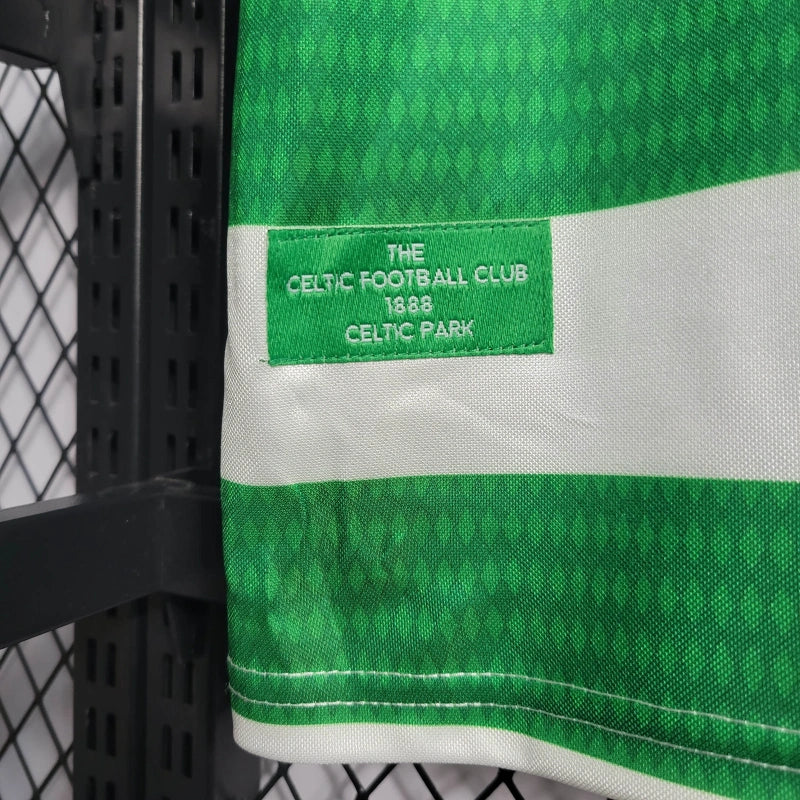 THE
CELTIC FOOTBALL CLUB
1888
CELTIC PARK